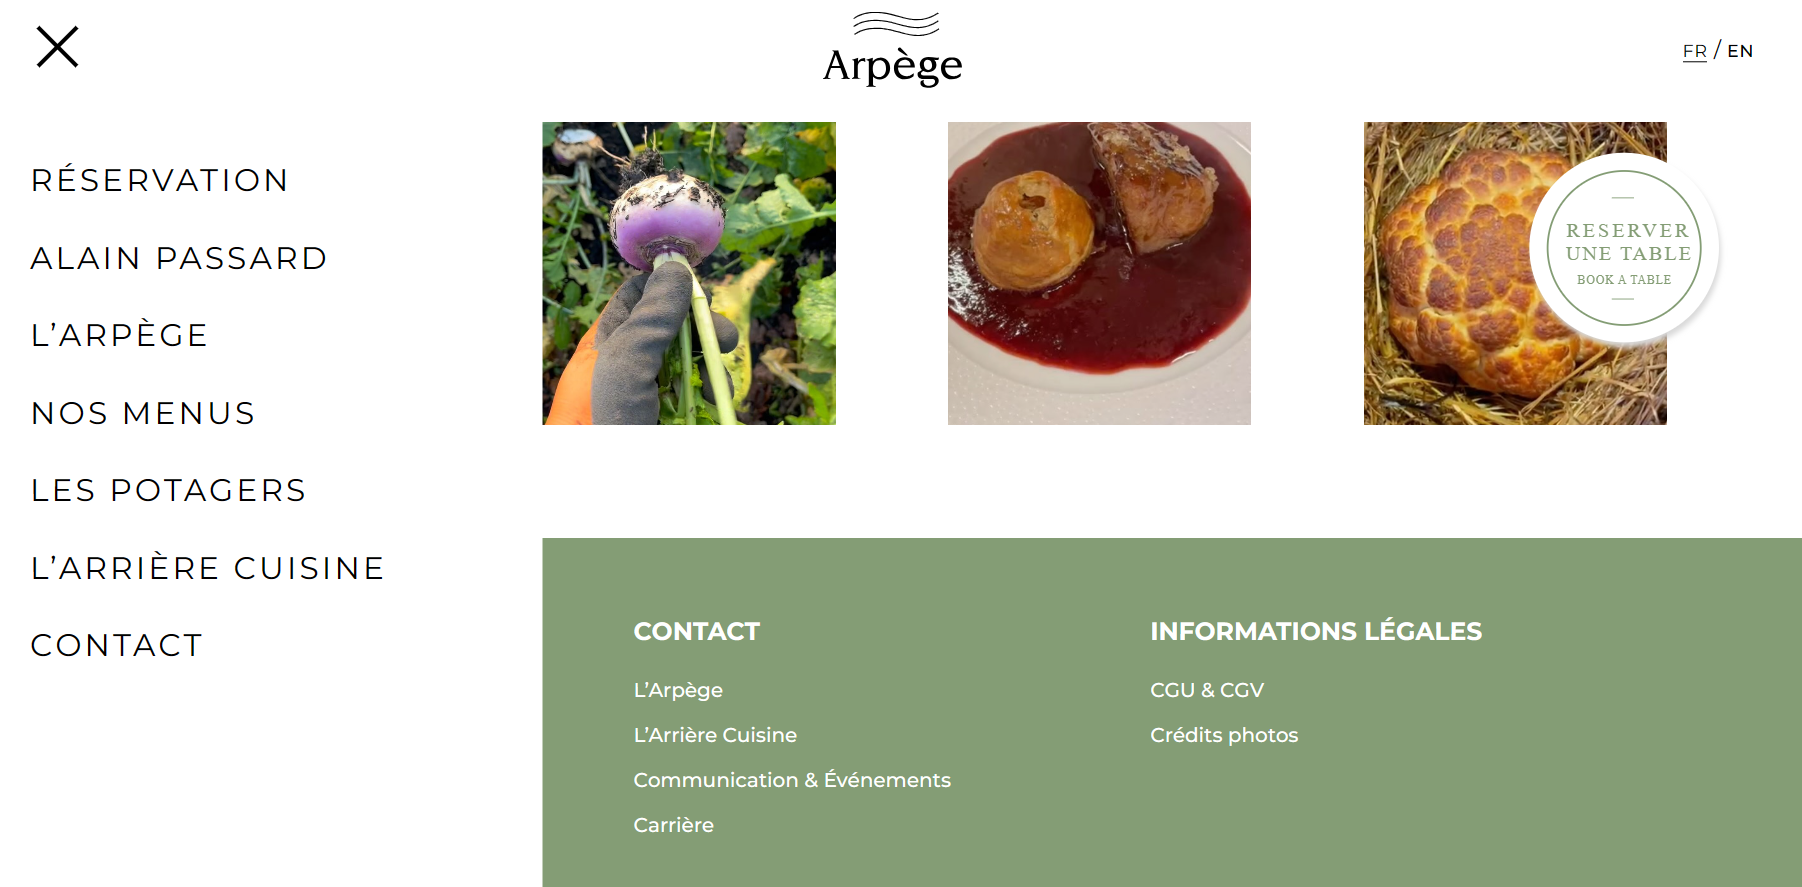 Arpège
FR / EN
RÉSERVATION
ALAIN PASSARD
L’ARPÈGE
NOS MENUS
LES POTAGERS
L’ARRIÈRE CUISINE
CONTACT
RESERVER
UNE TABLE
BOOK A TABLE
CONTACT
L’Arpège
L’Arrière Cuisine
Communication & Événements
Carrière
INFORMATIONS LÉGALES
CGU & CGV
Crédits photos